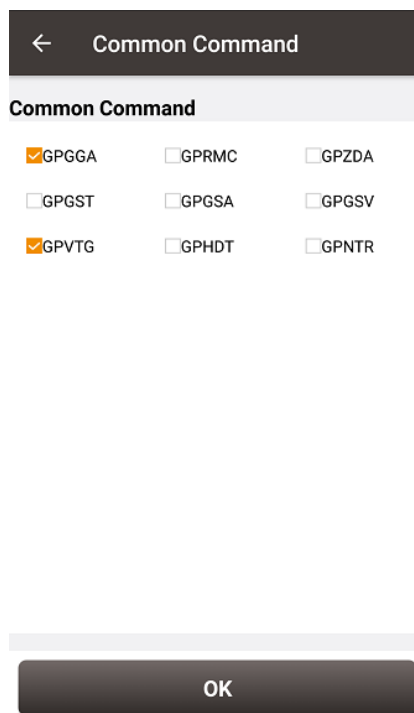 Common Command
Common Command
GPGGA GPRMC GPZDA
GPGST GPGSA GPGSV
GPVTG GPHDT GPNTR
OK